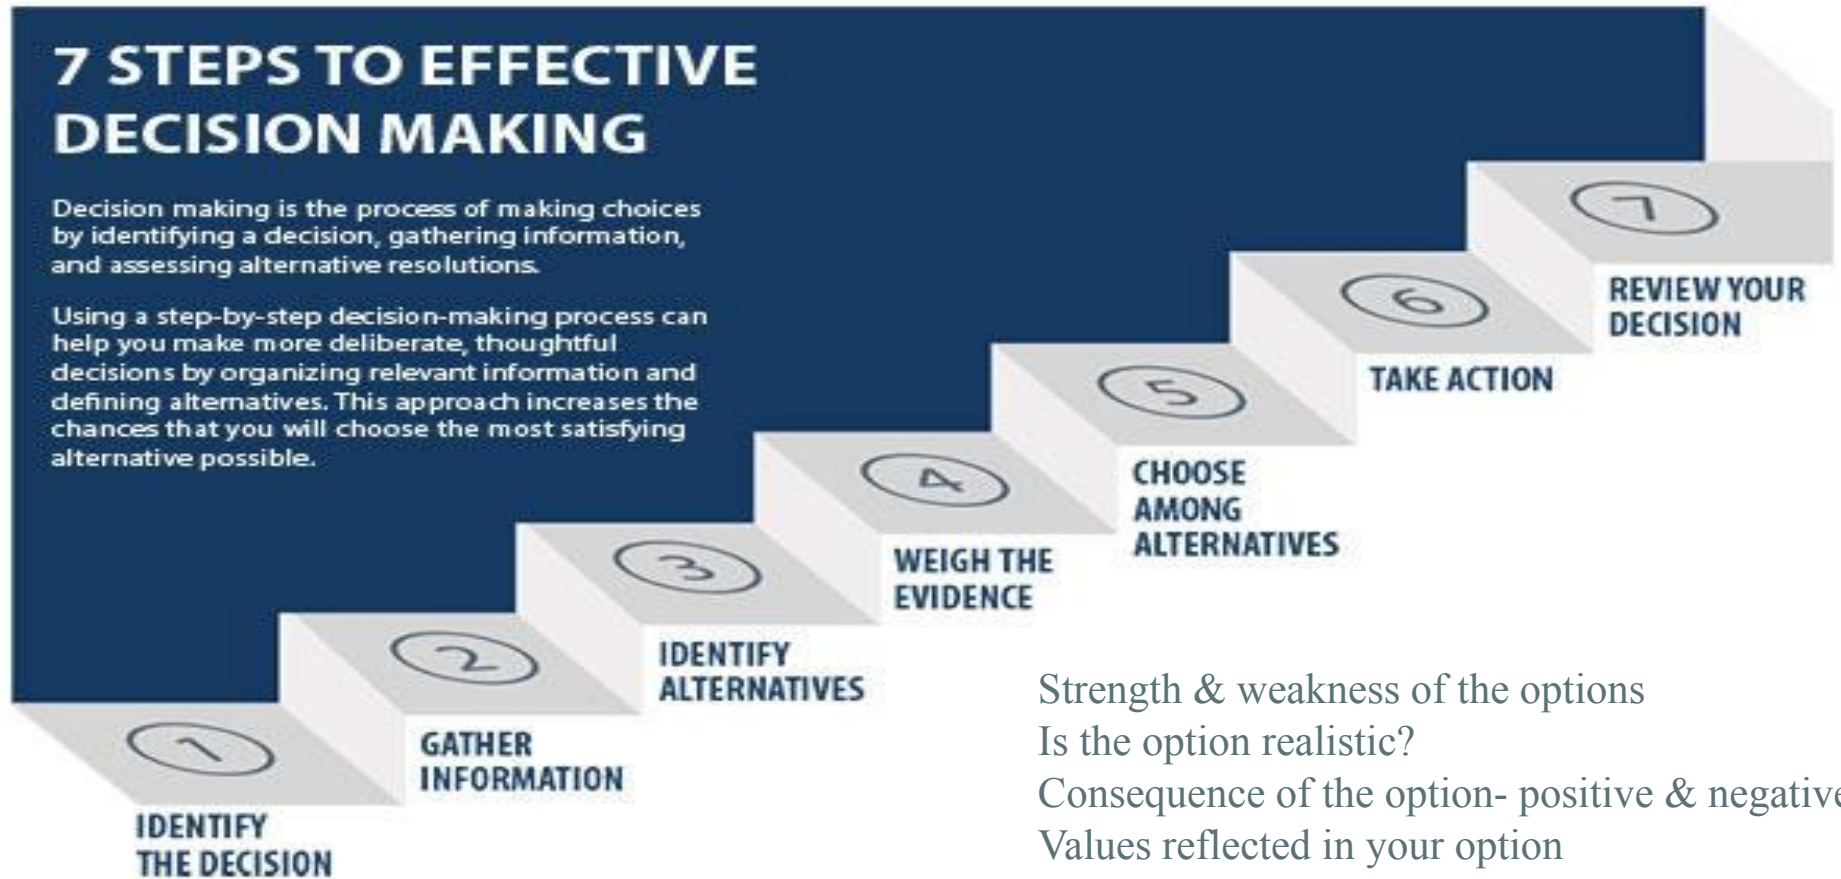 7 STEPS TO EFFECTIVE
DECISION MAKING
Decision making is the process of making choices
by identifying a decision, gathering information,
and assessing alternative resolutions.
Using a step-by-step decision-making process can
help you make more deliberate, thoughtful
decisions by organizing relevant information and
defining alternatives. This approach increases the
chances that you will choose the most satisfying
alternative possible.
1
IDENTIFY
THE DECISION
2
GATHER
INFORMATION
3
IDENTIFY
ALTERNATIVES
4
WEIGH THE
EVIDENCE
5
CHOOSE
AMONG
ALTERNATIVES
6
TAKE ACTION
7
REVIEW YOUR
DECISION
Strength & weakness of the options
Is the option realistic?
Consequence of the option- positive & negative
Values reflected in your option